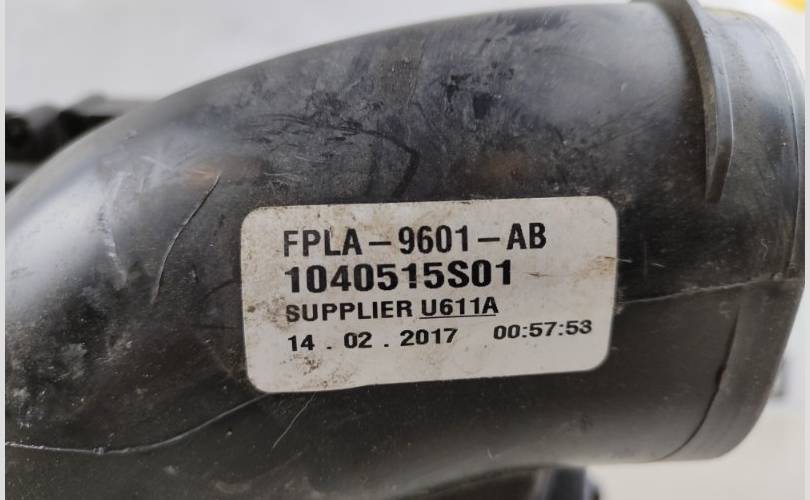 FPLA-9601-AB
1040515S01
SUPPLIER U611A
14.02.2017 00:57:53